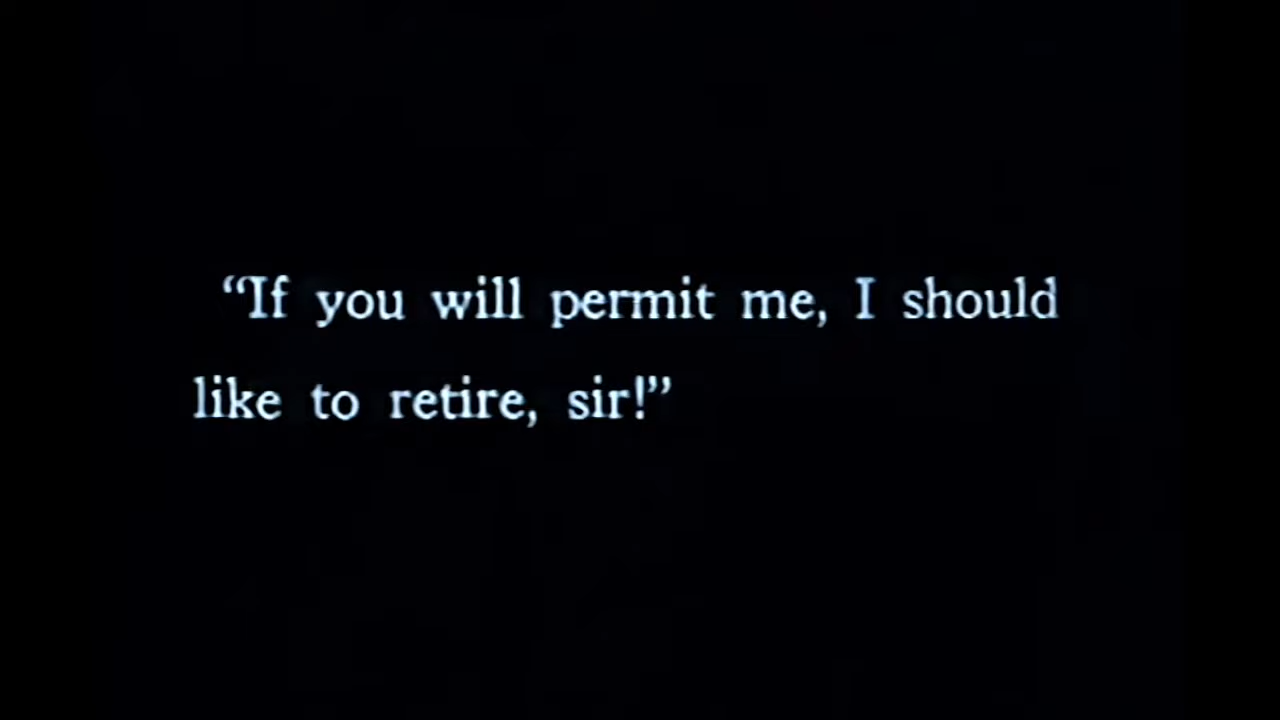 “If you will permit me, I should
like to retire, sir!”